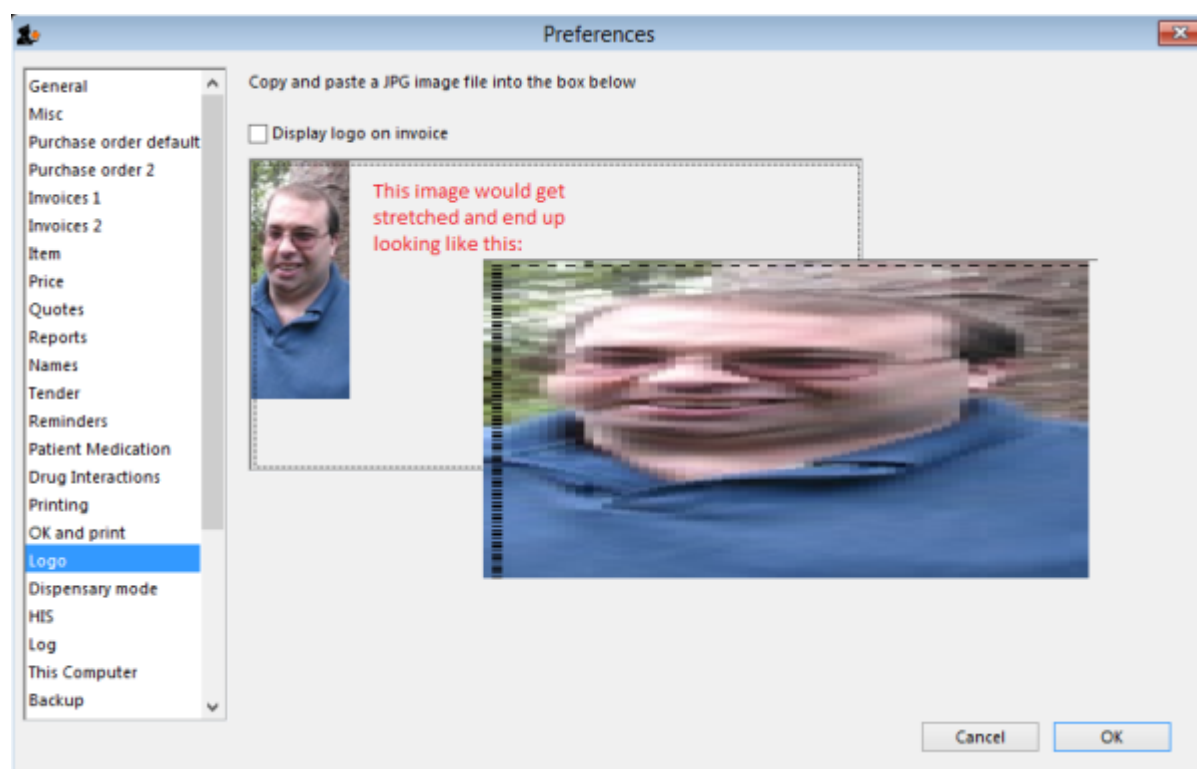 Preferences
General
Misc
Purchase order default
Purchase order 2
Invoices 1
Invoices 2
Item
Price
Quotes
Reports
Names
Tender
Reminders
Patient Medication
Drug Interactions
Printing
OK and print
Logo
Dispensary mode
HIS
Log
This Computer
Backup
Copy and paste a JPG image file into the box below
Display logo on invoice
This image would get
stretched and end up
looking like this:
Cancel
OK